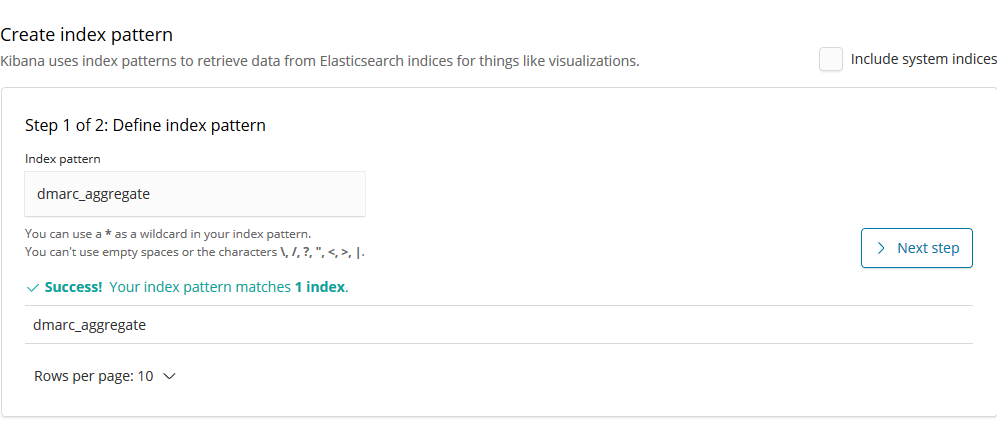 Create index pattern
Kibana uses index patterns to retrieve data from Elasticsearch indices for things like visualizations.
Include system indices
Step 1 of 2: Define index pattern
Index pattern
dmarc_aggregate
You can use a * as a wildcard in your index pattern.
You can't use empty spaces or the characters \, /, ?, ", <, >, |.
Next step
Success! Your index pattern matches 1 index.
dmarc_aggregate
Rows per page: 10